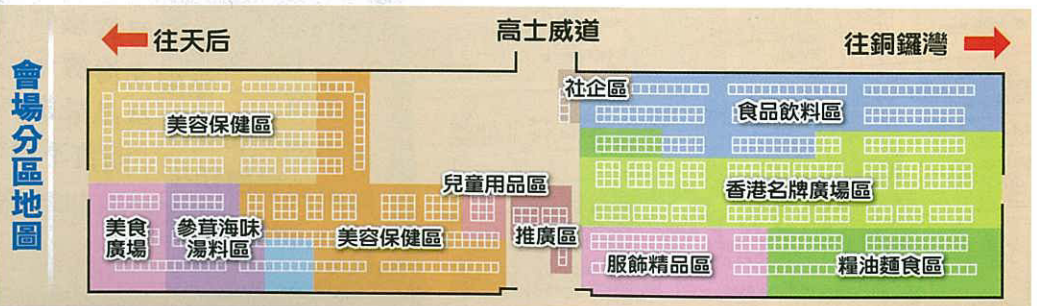 會場分區地圖
往天后
高士威道
往銅鑼灣
社企區
食品飲料區
美容保健區
兒童用品區
香港名牌廣場區
美食
廣場
參茸海味
湯料區
美容保健區
推廣區
服飾精品區
糧油麵食區